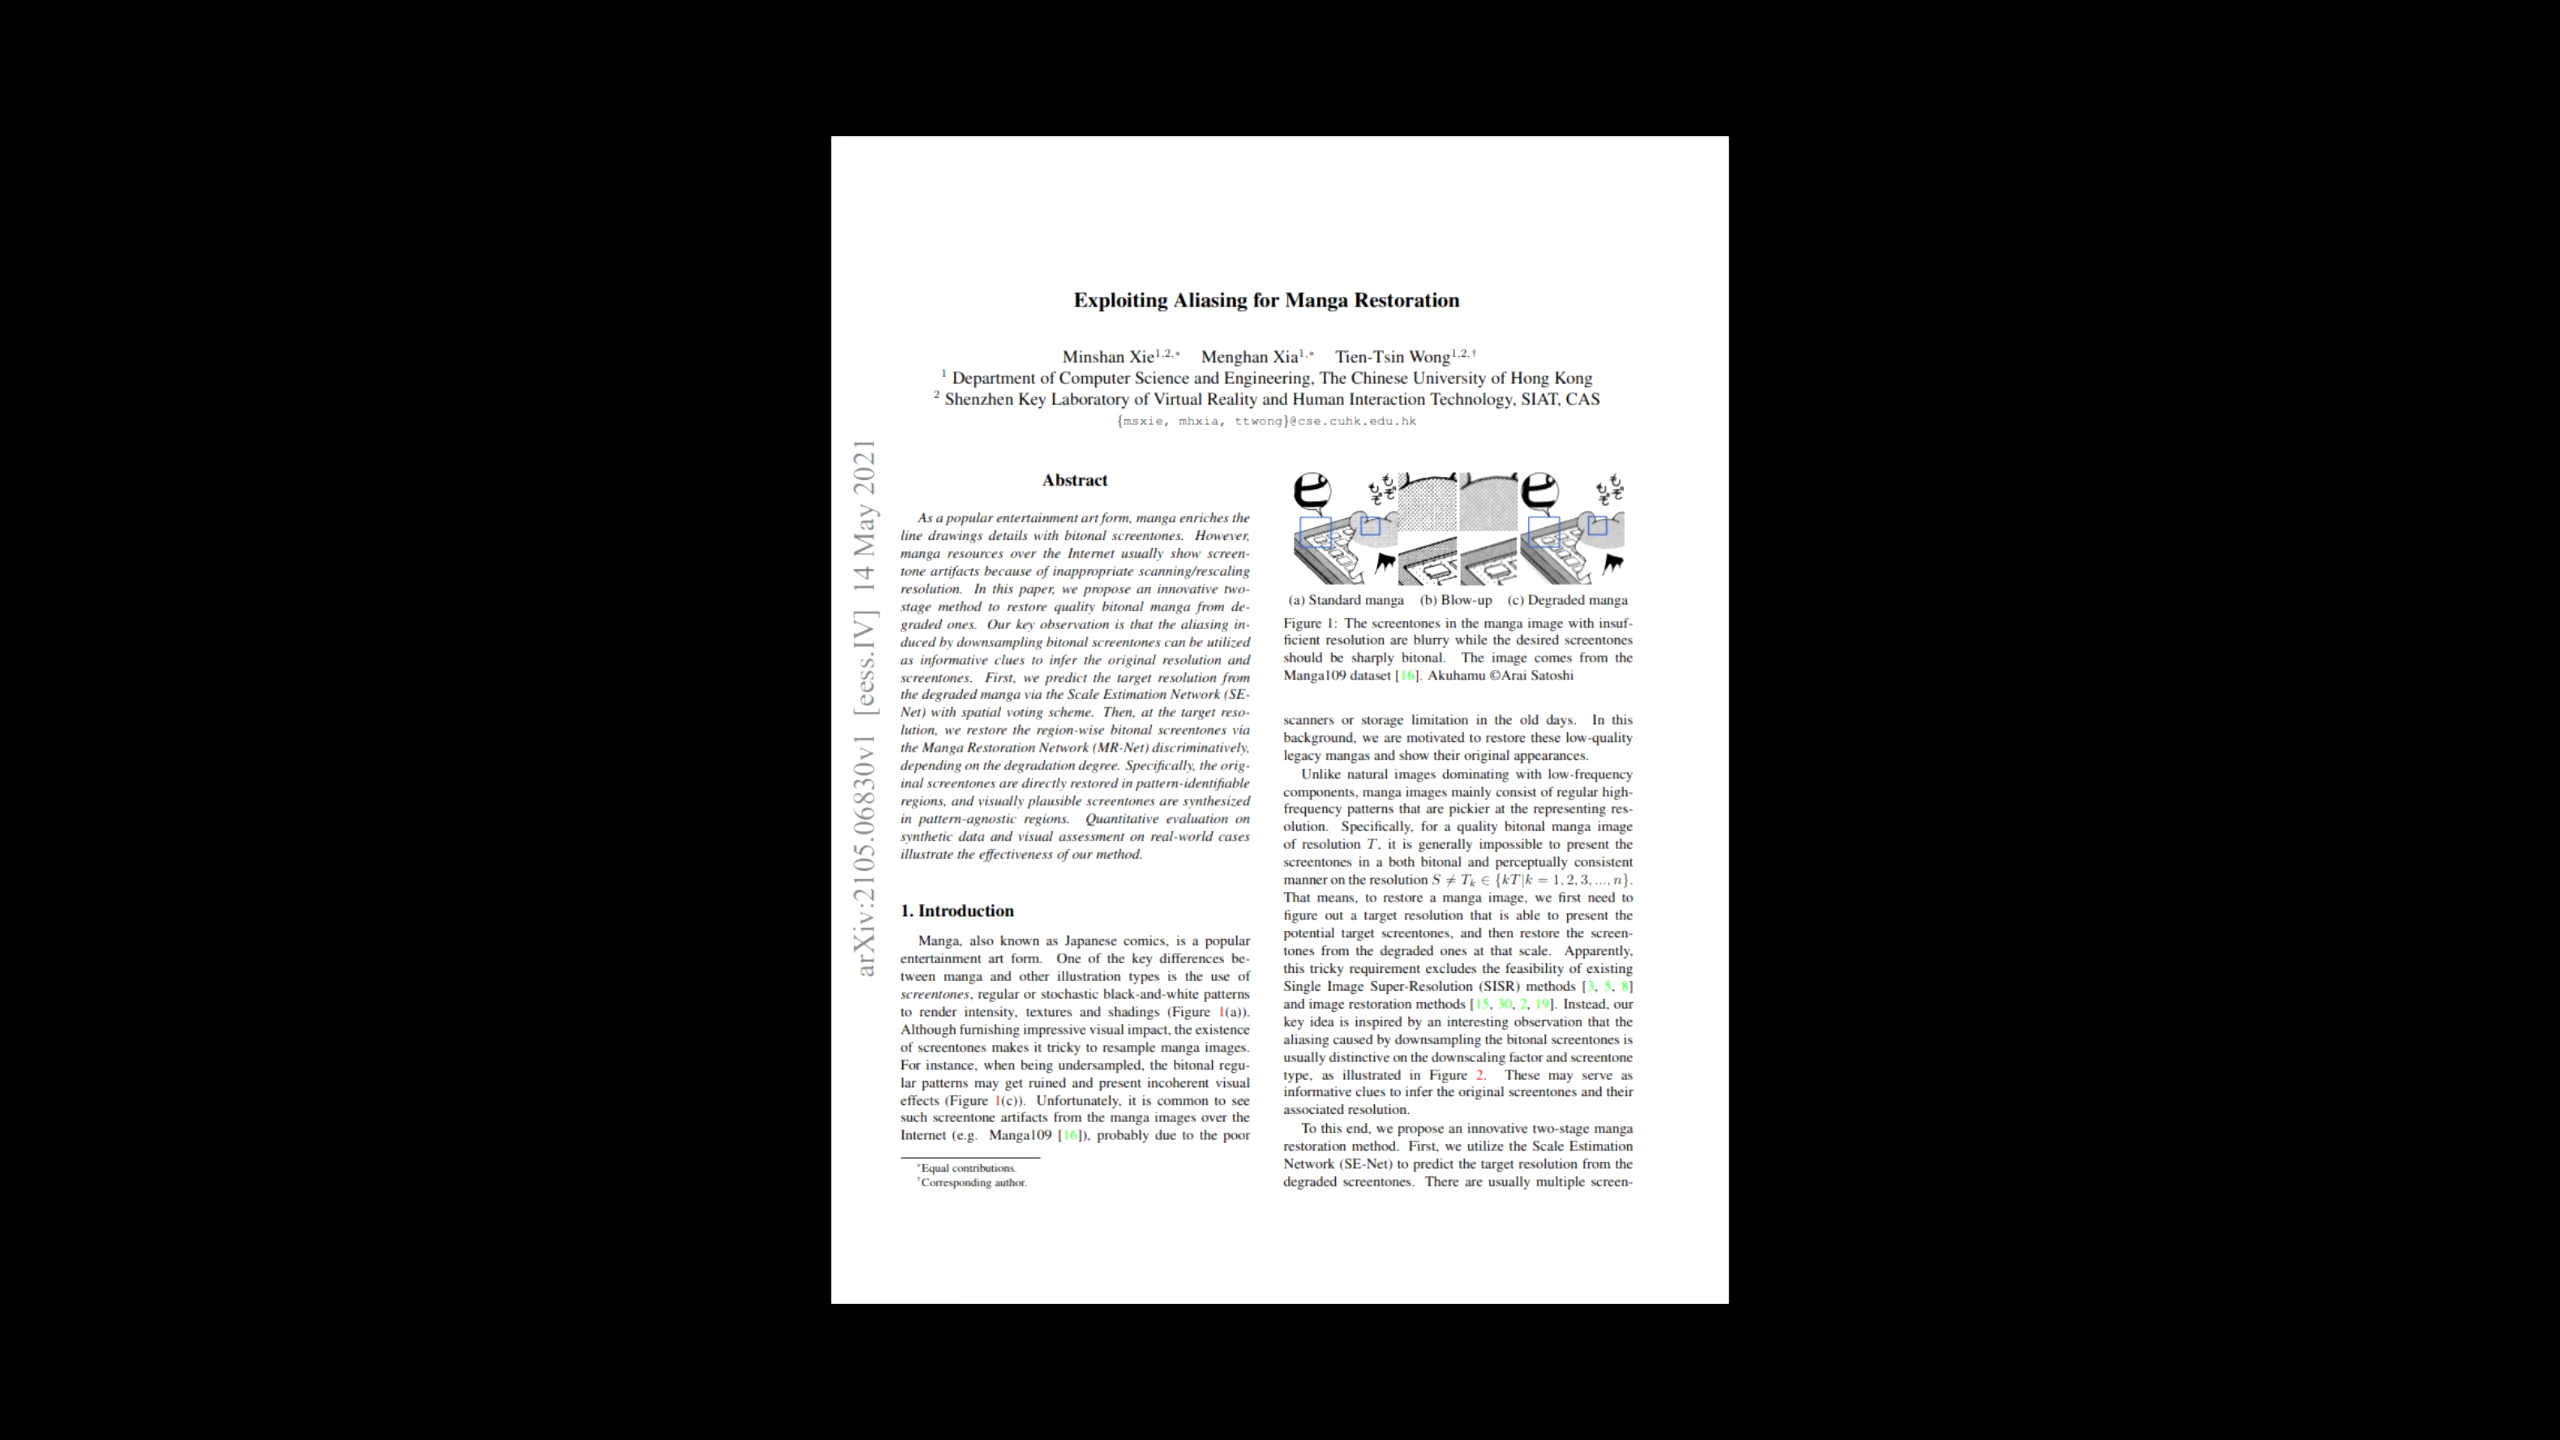 Exploiting Aliasing for Manga Restoration
Minshan Xie1,2,* Menghan Xia1,* Tien-Tsin Wong1,2,†
1 Department of Computer Science and Engineering, The Chinese University of Hong Kong
2 Shenzhen Key Laboratory of Virtual Reality and Human Interaction Technology, SIAT, CAS
{msxie, mhxia, ttwong}@cse.cuhk.edu.hk
arXiv:2105.06830v1 [eess.IV] 14 May 2021
Abstract
As a popular entertainment art form, manga enriches the
line drawings details with bitonal screentones. However,
manga resources over the Internet usually show screen-
tone artifacts because of inappropriate scanning/rescaling
resolution. In this paper, we propose an innovative two-
stage method to restore quality bitonal manga from de-
graded ones. Our key observation is that the aliasing in-
duced by downsampling bitonal screentones can be utilized
as informative clues to infer the original resolution and
screentones. First, we predict the target resolution from
the degraded manga via the Scale Estimation Network (SE-
Net) with spatial voting scheme. Then, at the target reso-
lution, we restore the region-wise bitonal screentones via
the Manga Restoration Network (MR-Net) discriminatively,
depending on the degradation degree. Specifically, the orig-
inal screentones are directly restored in pattern-identifiable
regions, and visually plausible screentones are synthesized
in pattern-agnostic regions. Quantitative evaluation on
synthetic data and visual assessment on real-world cases
illustrate the effectiveness of our method.
1. Introduction
Manga, also known as Japanese comics, is a popular
entertainment art form. One of the key differences be-
tween manga and other illustration types is the use of
screentones, regular or stochastic black-and-white patterns
to render intensity, textures and shadings (Figure 1(a)).
Although furnishing impressive visual impact, the existence
of screentones makes it tricky to resample manga images.
For instance, when being undersampled, the bitonal regu-
lar patterns may get ruined and present incoherent visual
effects (Figure 1(c)). Unfortunately, it is common to see
such screentone artifacts from the manga images over the
Internet (e.g. Manga109 [16]), probably due to the poor
*Equal contributions.
†Corresponding author.
(a) Standard manga (b) Blow-up (c) Degraded manga
Figure 1: The screentones in the manga image with insuf-
ficient resolution are blurry while the desired screentones
should be sharply bitonal. The image comes from the
Manga109 dataset [16]. Akuhamu ©Arai Satoshi
scanners or storage limitation in the old days. In this
background, we are motivated to restore these low-quality
legacy mangas and show their original appearances.
Unlike natural images dominating with low-frequency
components, manga images mainly consist of regular high-
frequency patterns that are pickier at the representing res-
olution. Specifically, for a quality bitonal manga image
of resolution T, it is generally impossible to present the
screentones in a both bitonal and perceptually consistent
manner on the resolution S ≠ Tk ∈ {kT|k = 1, 2, 3, ..., n}.
That means, to restore a manga image, we first need to
figure out a target resolution that is able to present the
potential target screentones, and then restore the screen-
tones from the degraded ones at that scale. Apparently,
this tricky requirement excludes the feasibility of existing
Single Image Super-Resolution (SISR) methods [3, 5, 8]
and image restoration methods [15, 30, 2, 19]. Instead, our
key idea is inspired by an interesting observation that the
aliasing caused by downsampling the bitonal screentones is
usually distinctive on the downscaling factor and screentone
type, as illustrated in Figure 2. These may serve as
informative clues to infer the original screentones and their
associated resolution.
To this end, we propose an innovative two-stage manga
restoration method. First, we utilize the Scale Estimation
Network (SE-Net) to predict the target resolution from the
degraded screentones. There are usually multiple screen-